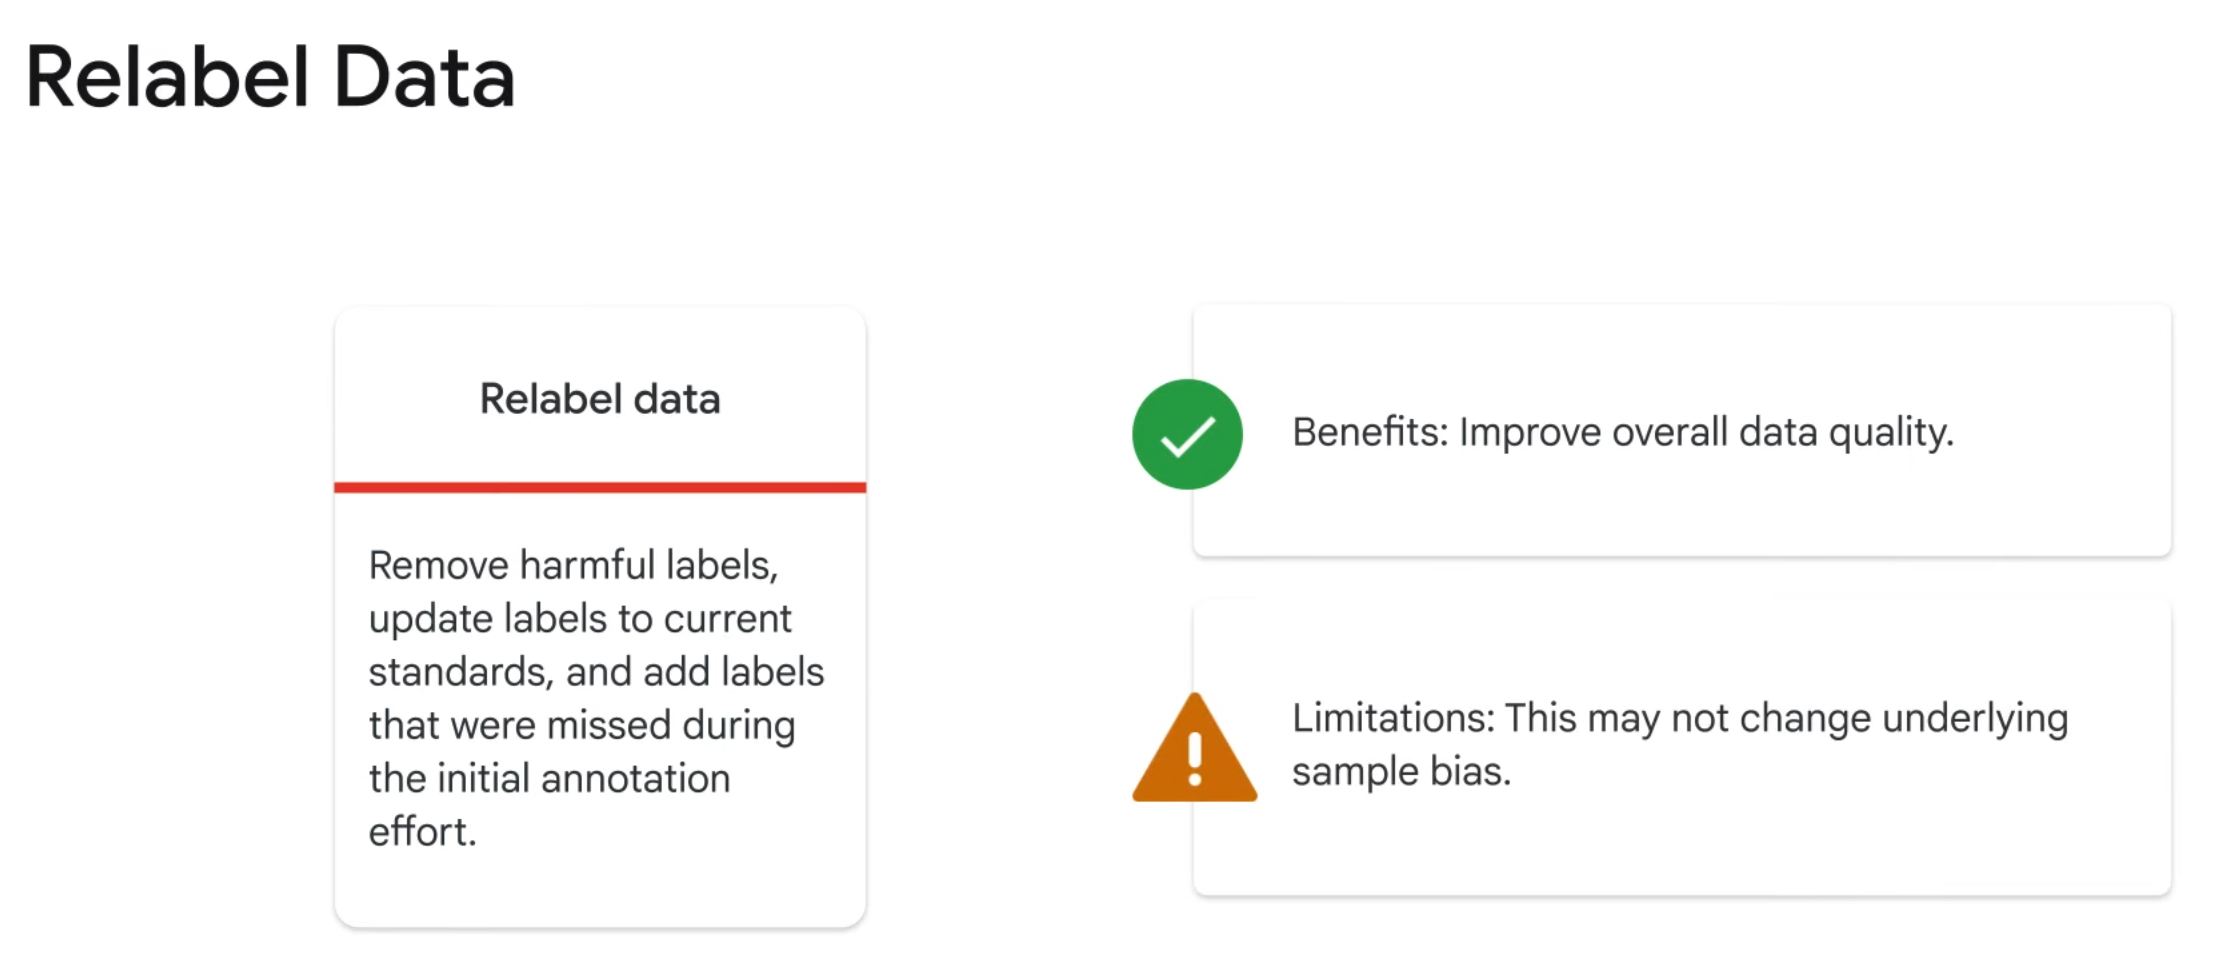 Relabel Data
Relabel data
Remove harmful labels,
update labels to current
standards, and add labels
that were missed during
the initial annotation
effort.
Benefits: Improve overall data quality.
Limitations: This may not change underlying
sample bias.